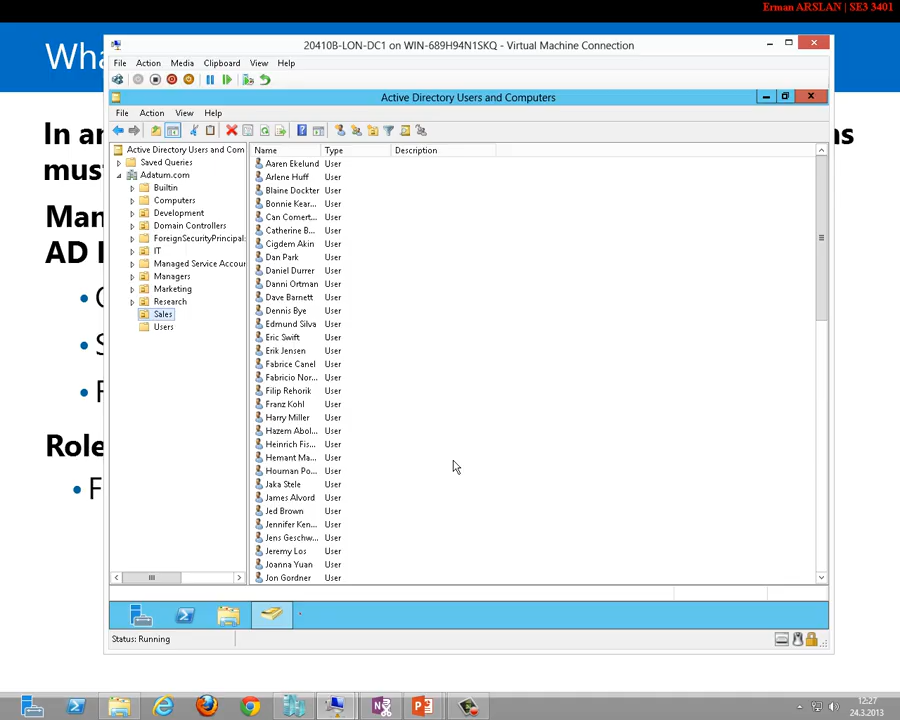 Erman ARSLAN | SE3 3401
20410B-LON-DC1 on WIN-689H94N1SKQ - Virtual Machine Connection
File Action Media Clipboard View Help
Active Directory Users and Computers
File Action View Help
Active Directory Users and Com
Saved Queries
Adatum.com
Builtin
Computers
Development
Domain Controllers
ForeignSecurityPrincipal:
IT
Managed Service Accour
Managers
Marketing
Research
Sales
Users
Name Type Description
Aaren Ekelund User
Arlene Huff User
Blaine Dockter User
Bonnie Kear... User
Can Comert... User
Catherine B... User
Cigdem Akin User
Dan Park User
Daniel Durrer User
Danni Ortman User
Dave Barnett User
Dennis Bye User
Edmund Silva User
Eric Swift User
Erik Jensen User
Fabrice Canel User
Fabricio Nor... User
Filip Rehorik User
Franz Kohl User
Harry Miller User
Hazem Abol... User
Heinrich Fis... User
Hemant Ma... User
Houman Po... User
Jaka Stele User
James Alvord User
Jed Brown User
Jennifer Ken... User
Jens Geschw... User
Jeremy Los User
Joanna Yuan User
Jon Gordner User
Status: Running
In a
must
AD
Role
12:27
24.3.2013